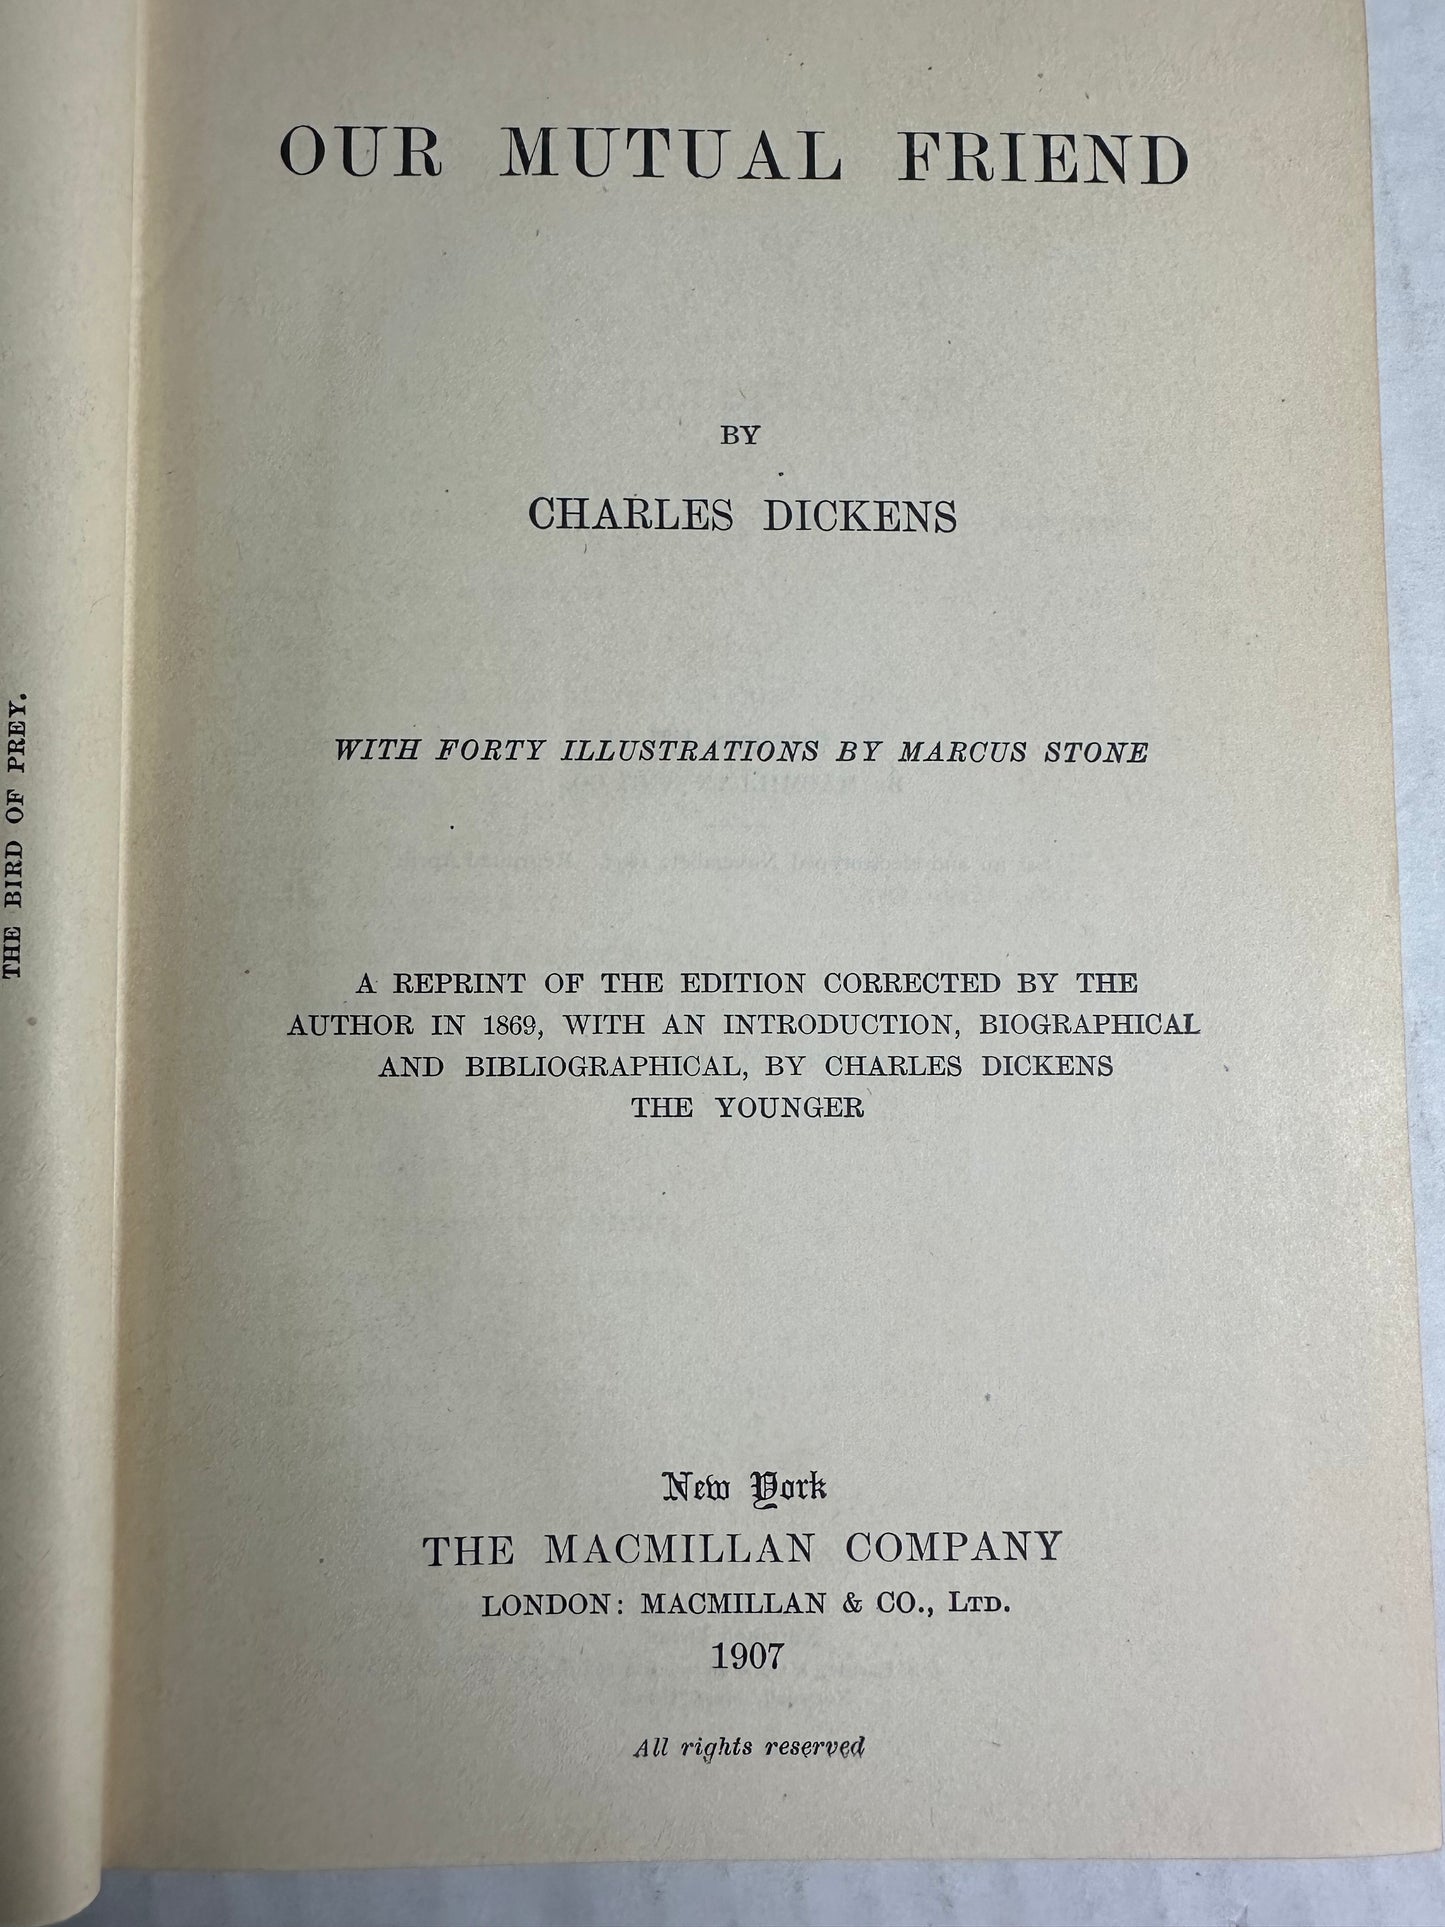 THE BIRD OF PREY.
OUR MUTUAL FRIEND
BY
CHARLES DICKENS
WITH FORTY ILLUSTRATIONS BY MARCUS STONE
A REPRINT OF THE EDITION CORRECTED BY THE
AUTHOR IN 1869, WITH AN INTRODUCTION, BIOGRAPHICAL
AND BIBLIOGRAPHICAL, BY CHARLES DICKENS
THE YOUNGER
New York
THE MACMILLAN COMPANY
LONDON: MACMILLAN & CO., LTD.
1907
All rights reserved